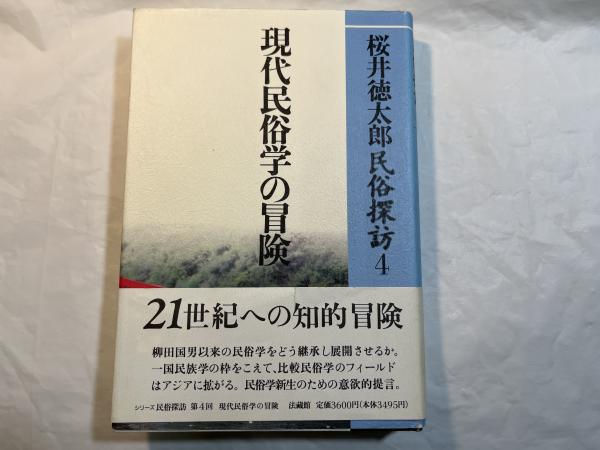 桜井徳太郎民俗探訪4
現代民俗学の冒険
21世紀への知的冒険
柳田国男以来の民俗学をどう継承し展開させるか。
一国民族学の枠をこえて、比較民俗学のフィールド
はアジアに拡がる。民俗学新生のための意欲的提言。
シリーズ民俗探訪 第4回 現代民俗学の冒険 法藏館 定価3600円(本体3495円)